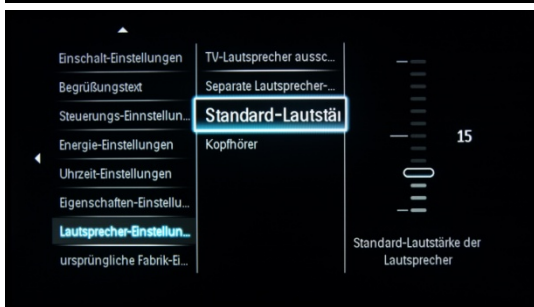 Einschalt-Einstellungen
Begrüßungstext
Steuerungs-Einnstellun...
Energie-Einstellungen
Uhrzeit-Einstellungen
Eigenschaften-Einstellu...
Lautsprecher-Einstellun...
ursprüngliche Fabrik-Ei...
TV-Lautsprecher aussc...
Separate Lautsprecher-...
Standard-Lautstär
Kopfhörer
15
Standard-Lautstärke der
Lautsprecher